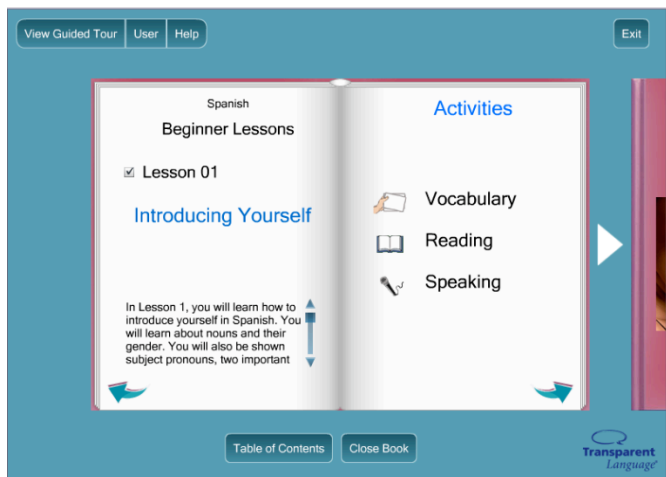 View Guided Tour
User
Help
Exit
Spanish
Beginner Lessons
Lesson 01
Introducing Yourself
In Lesson 1, you will learn how to
introduce yourself in Spanish. You
will learn about nouns and their
gender. You will also be shown
subject pronouns, two important
Activities
Vocabulary
Reading
Speaking
Table of Contents
Close Book
Transparent
Language®